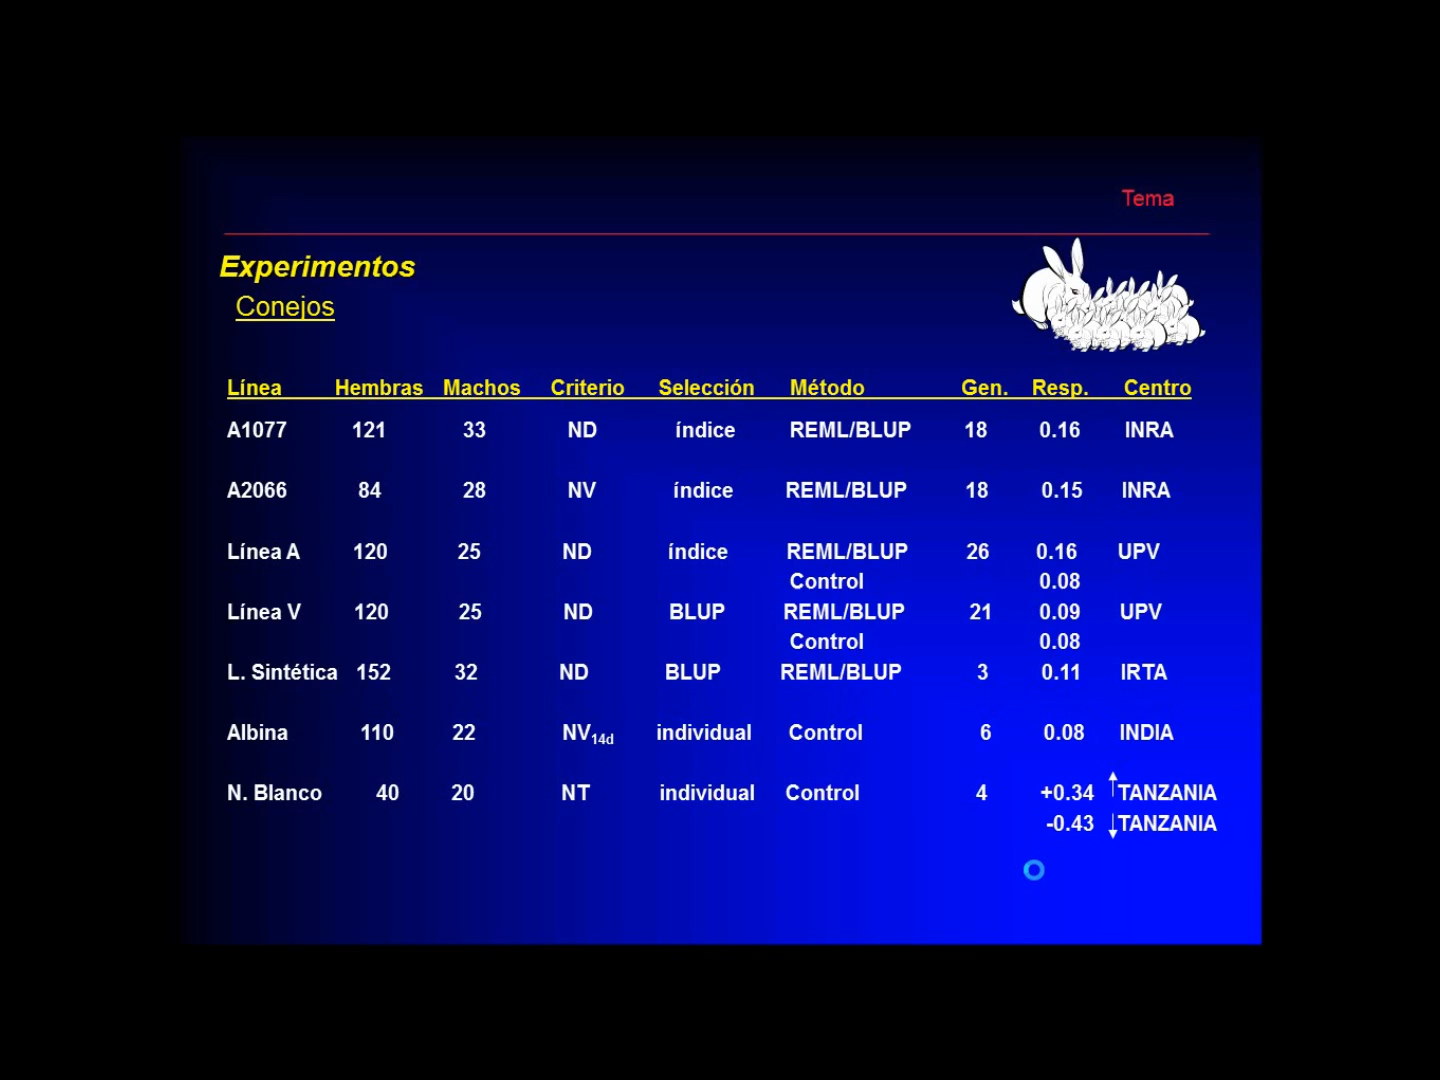 Tema
Experimentos
Conejos
Línea Hembras Machos Criterio Selección Método Gen. Resp. Centro
A1077 121 33 ND índice REML/BLUP 18 0.16 INRA
A2066 84 28 NV índice REML/BLUP 18 0.15 INRA
Línea A 120 25 ND índice REML/BLUP 26 0.16 UPV
Control 0.08
Línea V 120 25 ND BLUP REML/BLUP 21 0.09 UPV
Control 0.08
L. Sintética 152 32 ND BLUP REML/BLUP 3 0.11 IRTA
Albina 110 22 NV14d individual Control 6 0.08 INDIA
N. Blanco 40 20 NT individual Control 4 +0.34 TANZANIA
-0.43 TANZANIA